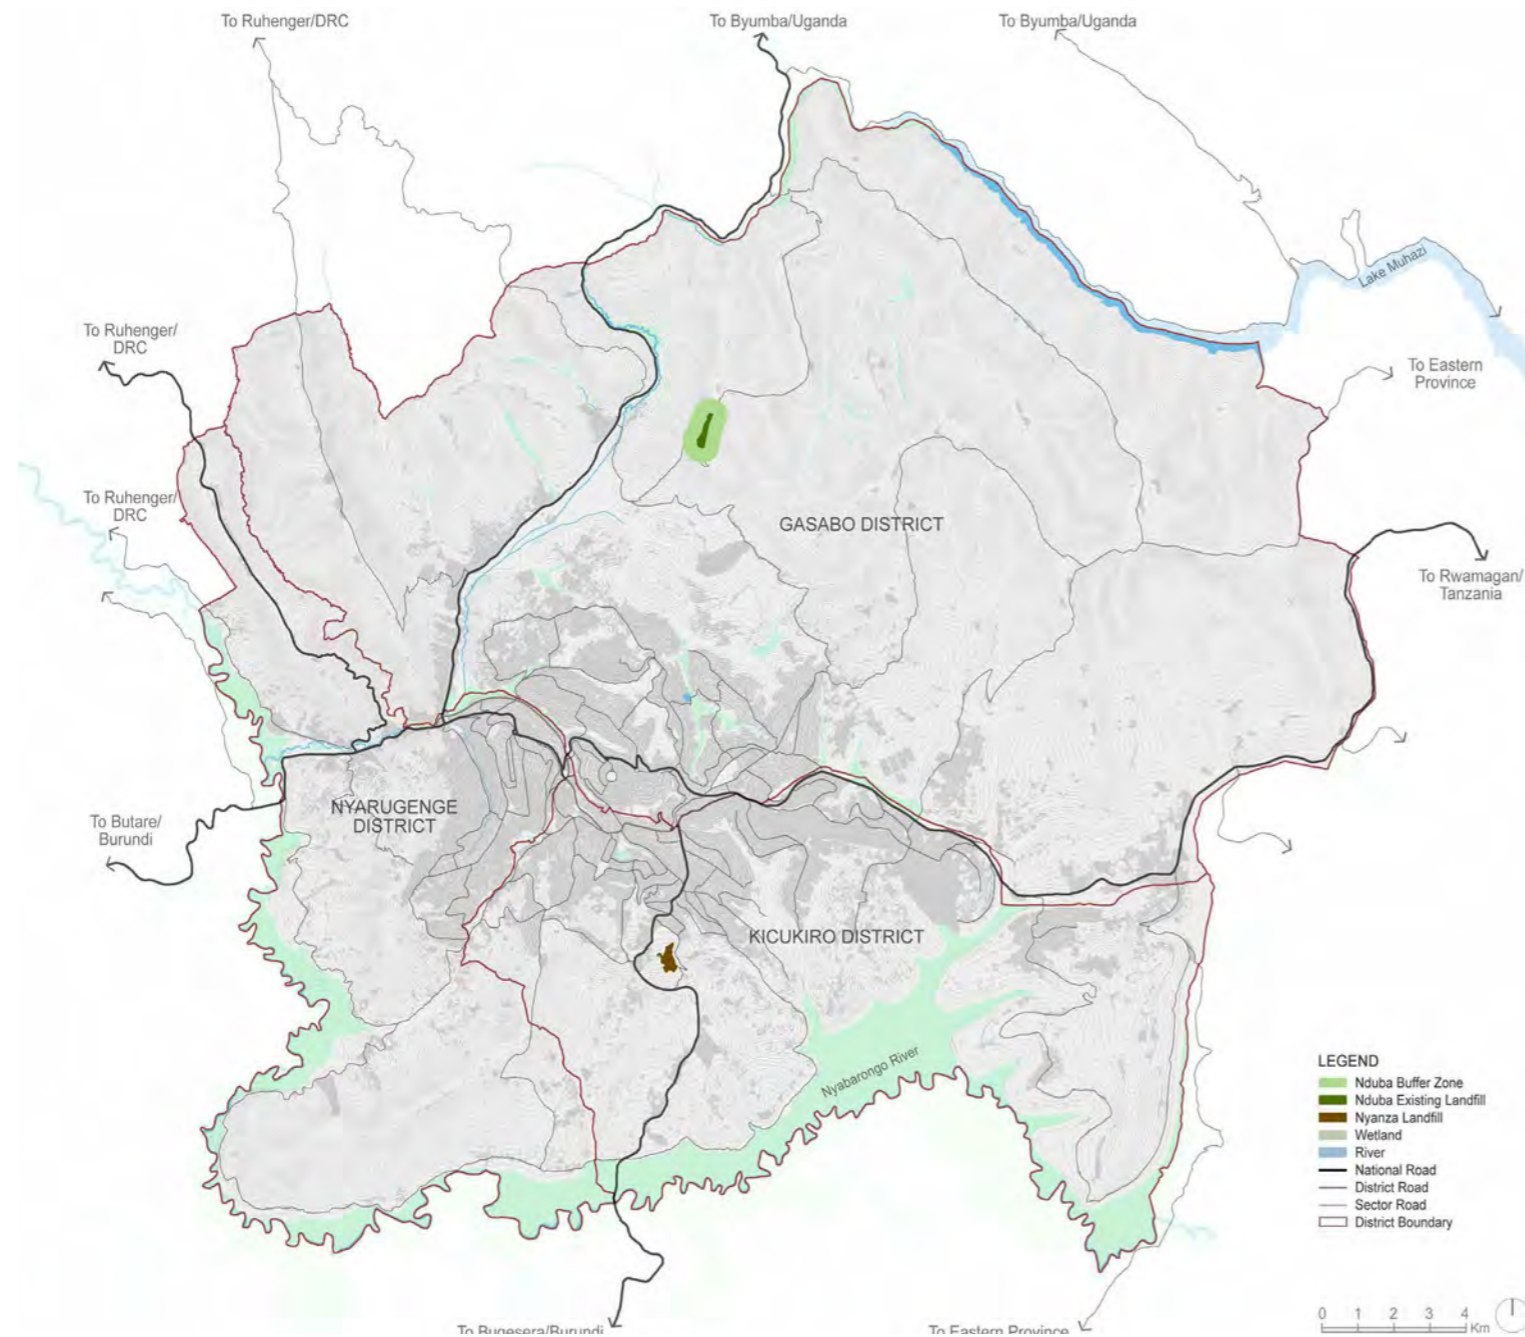 To Ruhenger/DRC
To Byumba/Uganda
To Byumba/Uganda
Lake Muhazi
To Ruhenger/
DRC
To Eastern
Province
To Ruhenger/
DRC
GASABO DISTRICT
To Rwamagan/
Tanzania
NYARUGENGE
DISTRICT
To Butare/
Burundi
KICUKIRO DISTRICT
Nyabarongo River
LEGEND
Nduba Buffer Zone
Nduba Existing Landfill
Nyanza Landfill
Wetland
River
National Road
District Road
Sector Road
District Boundary
0 1 2 3 4
Km
To Bugesera/Burundi
To Eastern Province